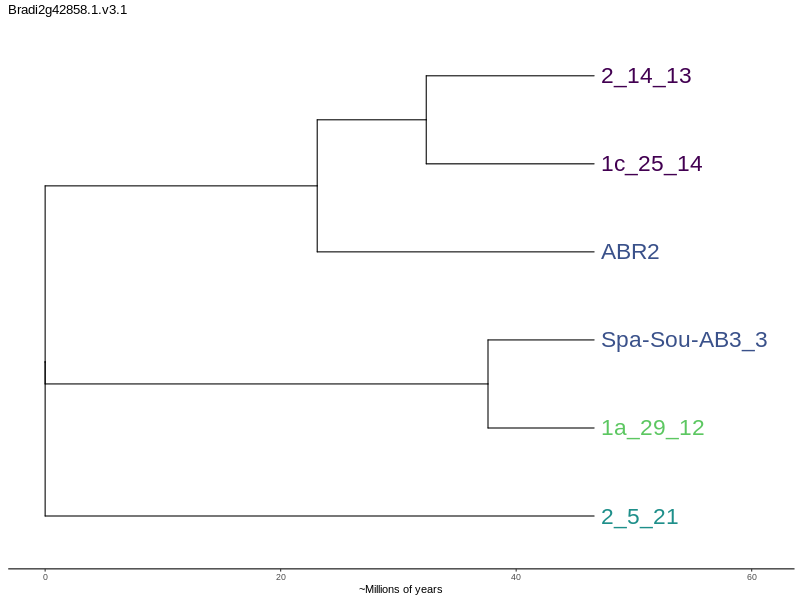 Bradi2g42858.1.v3.1
2_14_13
1c_25_14
ABR2
Spa-Sou-AB3_3
1a_29_12
2_5_21
0 20 40 60
~Millions of years